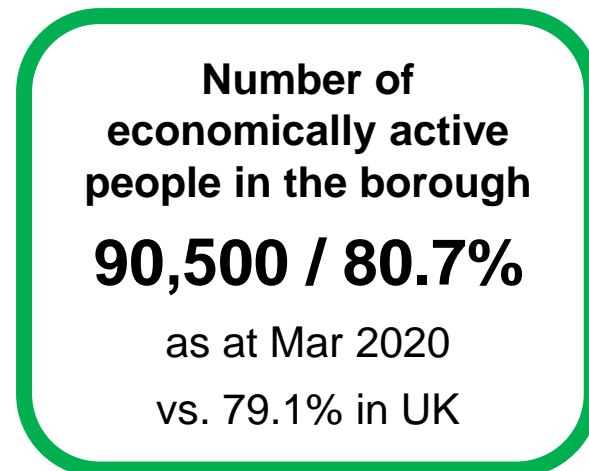 Number of
economically active
people in the borough
90,500 / 80.7%
as at Mar 2020
vs. 79.1% in UK